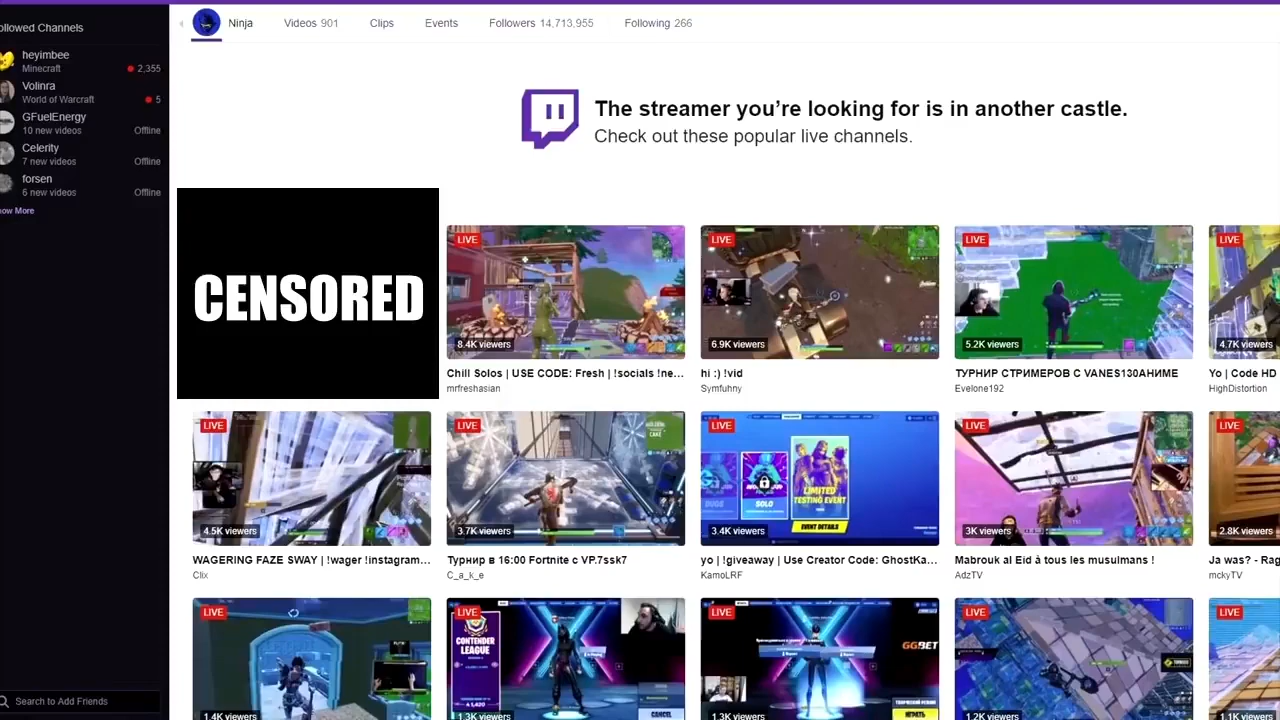 ollowed Channels
heyimbee
Minecraft
2,355
Volinra
World of Warcraft
5
GFuelEnergy
10 new videos
Offline
Celerity
7 new videos
Offline
forsen
6 new videos
Offline
ow More
Search to Add Friends
Ninja
Videos 901
Clips
Events
Followers 14,713,955
Following 266
The streamer you’re looking for is in another castle.
Check out these popular live channels.
CENSORED
LIVE
8.4K viewers
Chill Solos | USE CODE: Fresh | !socials !ne...
mrfreshasian
LIVE
6.9K viewers
hi :) !vid
Symfuhny
LIVE
5.2K viewers
ТУРНИР СТРИМЕРОВ С VANES130АНИМЕ
Evelone192
LIVE
4.7K viewers
Yo | Code HD
HighDistortion
LIVE
4.5K viewers
WAGERING FAZE SWAY | !wager !instagram...
Clix
LIVE
3.7K viewers
Турнир в 16:00 Fortnite с VP.7ssk7
C_a_k_e
LIVE
SOLO
LIMITED
TESTING EVENT
EVENT DETAILS
3.4K viewers
yo | !giveaway | Use Creator Code: GhostKa...
KamoLRF
LIVE
3K viewers
Mabrouk al Eid à tous les musulmans !
AdzTV
LIVE
2.8K viewers
Ja was? - Rag
mckyTV
LIVE
1.4K viewers
LIVE
CONTENDER
LEAGUE
CANCEL
1.3K viewers
LIVE
GGBET
ИГРАТЬ
1.3K viewers
LIVE
1.2K viewers
LIVE
1.1K viewers